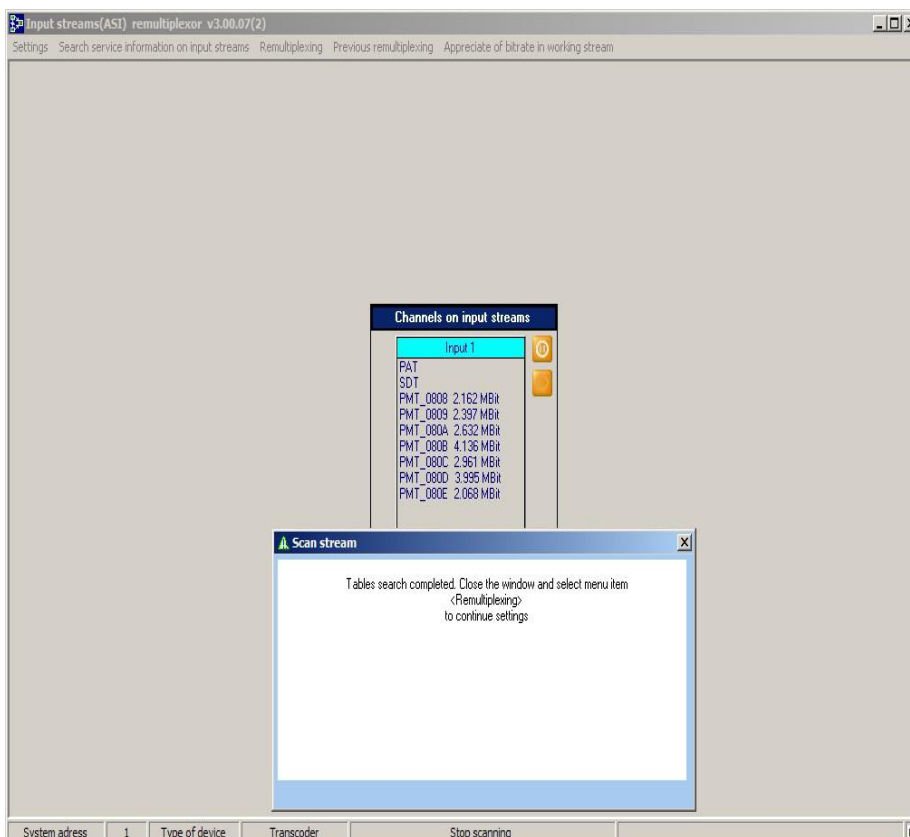 Input streams(ASI) remultiplexor v3.00.07(2)
Settings Search service information on input streams Remultiplexing Previous remultiplexing Appreciate of bitrate in working stream
Channels on input streams
Input 1
PAT
SDT
PMT_0808 2.162 MBit
PMT_0809 2.397 MBit
PMT_080A 2.632 MBit
PMT_080B 4.136 MBit
PMT_080C 2.961 MBit
PMT_080D 3.995 MBit
PMT_080E 2.068 MBit
Scan stream
Tables search completed. Close the window and select menu item
<Remultiplexing>
to continue settings
System adress 1 Type of device Transcoder Stop scanning